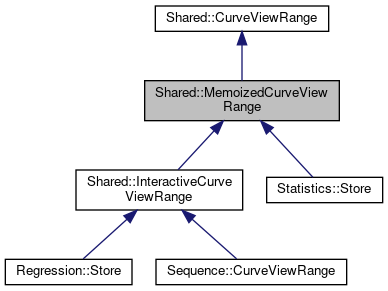 Shared::CurveViewRange
Shared::MemoizedCurveView
Range
Shared::InteractiveCurve
ViewRange
Statistics::Store
Regression::Store
Sequence::CurveViewRange